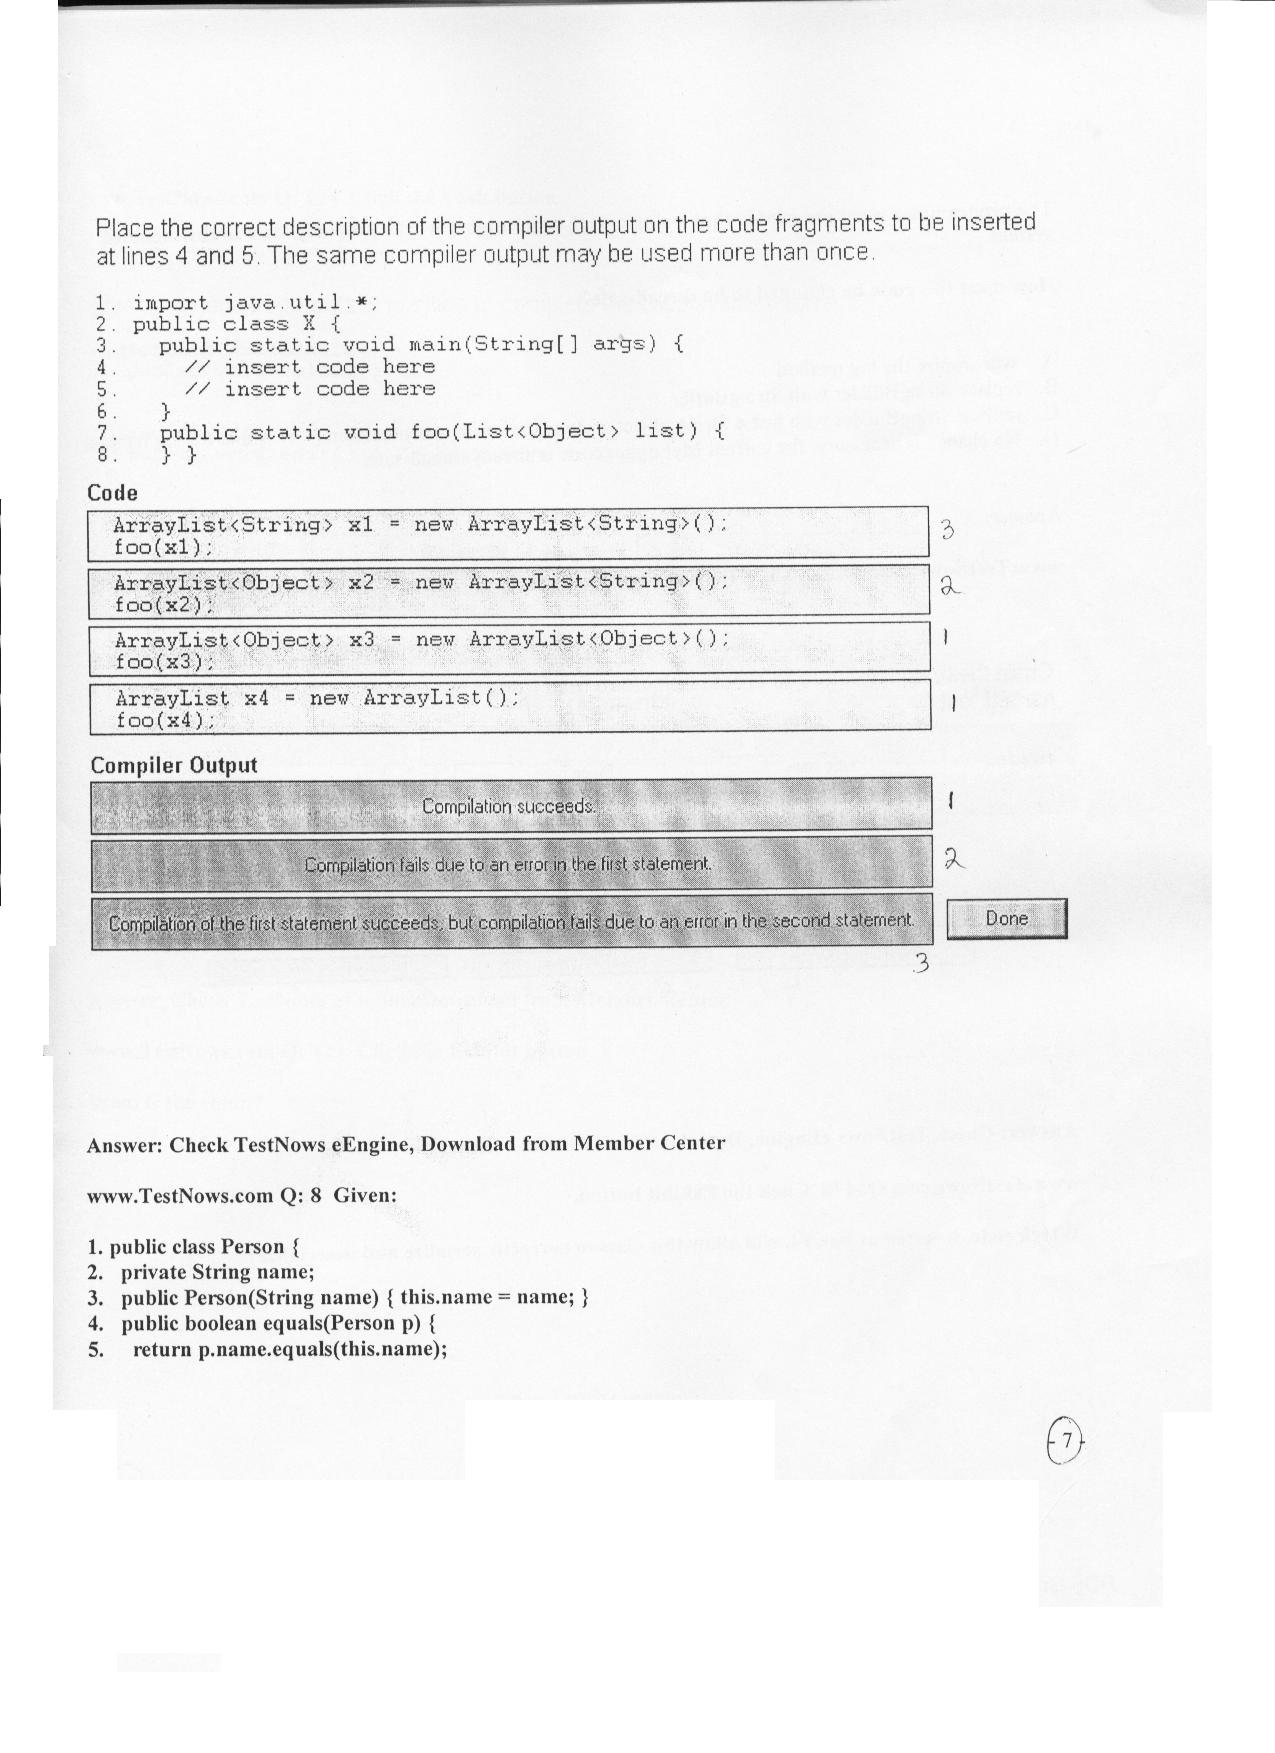 Place the correct description of the compiler output on the code fragments to be inserted
at lines 4 and 5. The same compiler output may be used more than once.
1. import java.util.*;
2. public class X {
3. public static void main(String[] args) {
4. // insert code here
5. // insert code here
6. }
7. public static void foo(List<Object> list) {
8. } }
Code
ArrayList<String> x1 = new ArrayList<String>();
foo(x1);
3
ArrayList<Object> x2 = new ArrayList<String>();
foo(x2);
2
ArrayList<Object> x3 = new ArrayList<Object>();
foo(x3);
1
ArrayList x4 = new ArrayList();
foo(x4);
1
Compiler Output
Compilation succeeds. 1
Compilation fails due to an error in the first statement. 2
Compilation of the first statement succeeds, but compilation fails due to an error in the second statement. Done
3
Answer: Check TestNows eEngine, Download from Member Center
www.TestNows.com Q: 8 Given:
1. public class Person {
2. private String name;
3. public Person(String name) { this.name = name; }
4. public boolean equals(Person p) {
5. return p.name.equals(this.name);
-7-